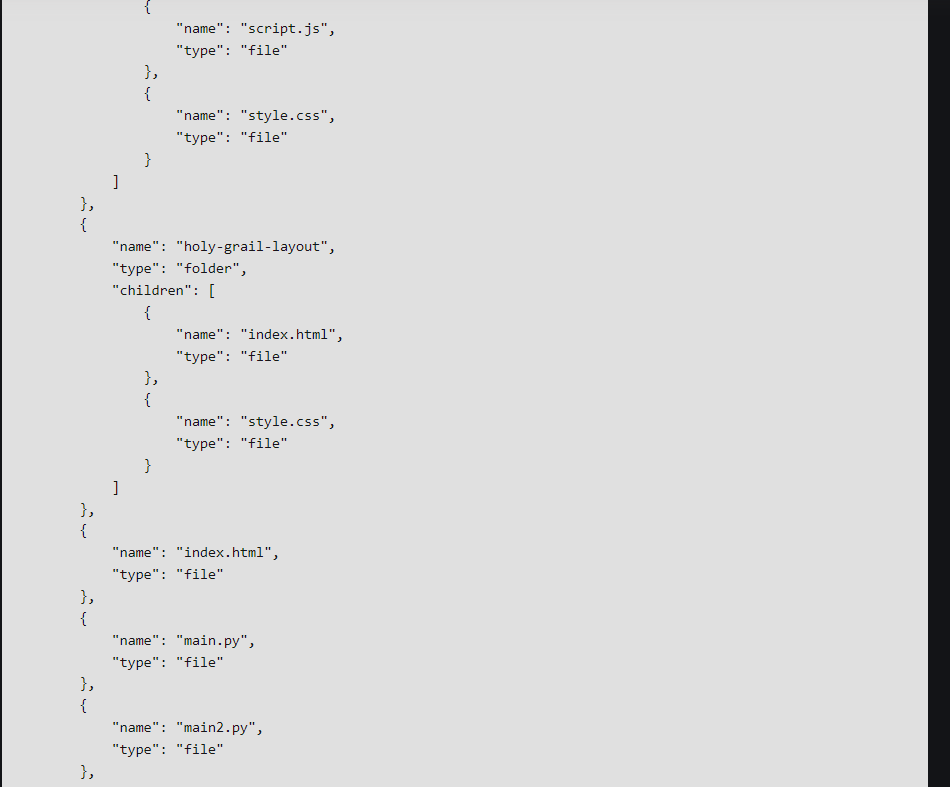 {
"name": "script.js",
"type": "file"
},
{
"name": "style.css",
"type": "file"
}
]
},
{
"name": "holy-grail-layout",
"type": "folder",
"children": [
{
"name": "index.html",
"type": "file"
},
{
"name": "style.css",
"type": "file"
}
]
},
{
"name": "index.html",
"type": "file"
},
{
"name": "main.py",
"type": "file"
},
{
"name": "main2.py",
"type": "file"
},